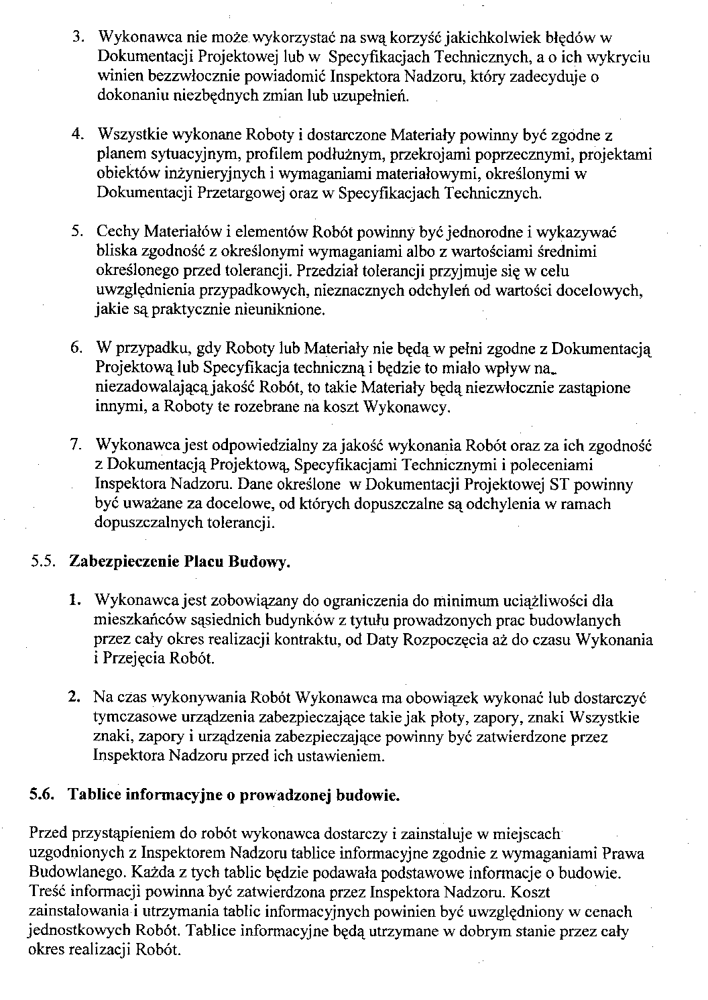 3. Wykonawca nie może wykorzystać na swą korzyść jakichkolwiek błędów w
Dokumentacji Projektowej lub w Specyfikacjach Technicznych, a o ich wykryciu
winien bezzwłocznie powiadomić Inspektora Nadzoru, który zadecyduje o
dokonaniu niezbędnych zmian lub uzupełnień.
4. Wszystkie wykonane Roboty i dostarczone Materiały powinny być zgodne z
planem sytuacyjnym, profilem podłużnym, przekrojami poprzecznymi, projektami
obiektów inżynieryjnych i wymaganiami materiałowymi, określonymi w
Dokumentacji Przetargowej oraz w Specyfikacjach Technicznych.
5. Cechy Materiałów i elementów Robót powinny być jednorodne i wykazywać
bliska zgodność z określonymi wymaganiami albo z wartościami średnimi
określonego przed tolerancji. Przedział tolerancji przyjmuje się w celu
uwzględnienia przypadkowych, nieznacznych odchyleń od wartości docelowych,
jakie są praktycznie nieuniknione.
6. W przypadku, gdy Roboty lub Materiały nie będą w pełni zgodne z Dokumentacją
Projektową lub Specyfikacja techniczną i będzie to miało wpływ na
niezadowalającą jakość Robót, to takie Materiały będą niezwłocznie zastąpione
innymi, a Roboty te rozebrane na koszt Wykonawcy.
7. Wykonawca jest odpowiedzialny za jakość wykonania Robót oraz za ich zgodność
z Dokumentacją Projektową, Specyfikacjami Technicznymi i poleceniami
Inspektora Nadzoru. Dane określone w Dokumentacji Projektowej ST powinny
być uważane za docelowe, od których dopuszczalne są odchylenia w ramach
dopuszczalnych tolerancji.
5.5. Zabezpieczenie Placu Budowy.
1. Wykonawca jest zobowiązany do ograniczenia do minimum uciążliwości dla
mieszkańców sąsiednich budynków z tytułu prowadzonych prac budowlanych
przez cały okres realizacji kontraktu, od Daty Rozpoczęcia aż do czasu Wykonania
i Przejęcia Robót.
2. Na czas wykonywania Robót Wykonawca ma obowiązek wykonać lub dostarczyć
tymczasowe urządzenia zabezpieczające takie jak płoty, zapory, znaki Wszystkie
znaki, zapory i urządzenia zabezpieczające powinny być zatwierdzone przez
Inspektora Nadzoru przed ich ustawieniem.
5.6. Tablice informacyjne o prowadzonej budowie.
Przed przystąpieniem do robót wykonawca dostarczy i zainstaluje w miejscach
uzgodnionych z Inspektorem Nadzoru tablice informacyjne zgodnie z wymaganiami Prawa
Budowlanego. Każda z tych tablic będzie podawała podstawowe informacje o budowie.
Treść informacji powinna być zatwierdzona przez Inspektora Nadzoru. Koszt
zainstalowania i utrzymania tablic informacyjnych powinien być uwzględniony w cenach
jednostkowych Robót. Tablice informacyjne będą utrzymane w dobrym stanie przez cały
okres realizacji Robót.